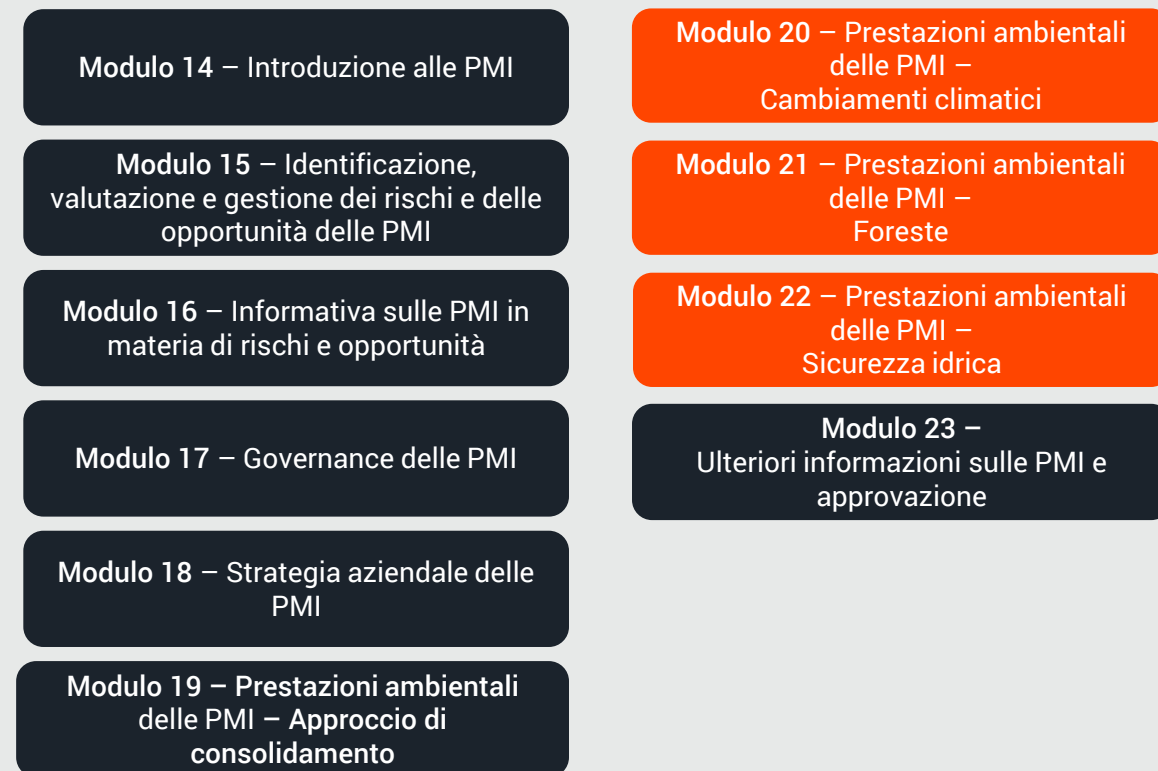 Modulo 14 – Introduzione alle PMI
Modulo 15 – Identificazione,
valutazione e gestione dei rischi e delle
opportunità delle PMI
Modulo 16 – Informativa sulle PMI in
materia di rischi e opportunità
Modulo 17 – Governance delle PMI
Modulo 18 – Strategia aziendale delle
PMI
Modulo 19 – Prestazioni ambientali
delle PMI – Approccio di
consolidamento
Modulo 20 – Prestazioni ambientali
delle PMI –
Cambiamenti climatici
Modulo 21 – Prestazioni ambientali
delle PMI –
Foreste
Modulo 22 – Prestazioni ambientali
delle PMI –
Sicurezza idrica
Modulo 23 –
Ulteriori informazioni sulle PMI e
approvazione